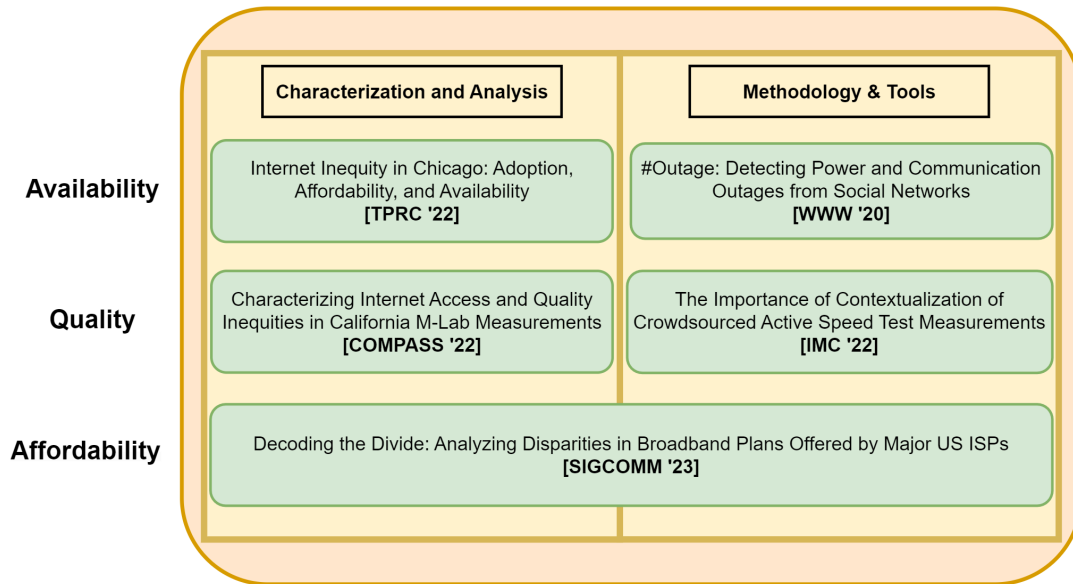 Characterization and Analysis
Methodology & Tools
Availability
Internet Inequity in Chicago: Adoption,
Affordability, and Availability
[TPRC '22]
#Outage: Detecting Power and Communication
Outages from Social Networks
[WWW '20]
Quality
Characterizing Internet Access and Quality
Inequities in California M-Lab Measurements
[COMPASS '22]
The Importance of Contextualization of
Crowdsourced Active Speed Test Measurements
[IMC '22]
Affordability
Decoding the Divide: Analyzing Disparities in Broadband Plans Offered by Major US ISPs
[SIGCOMM '23]